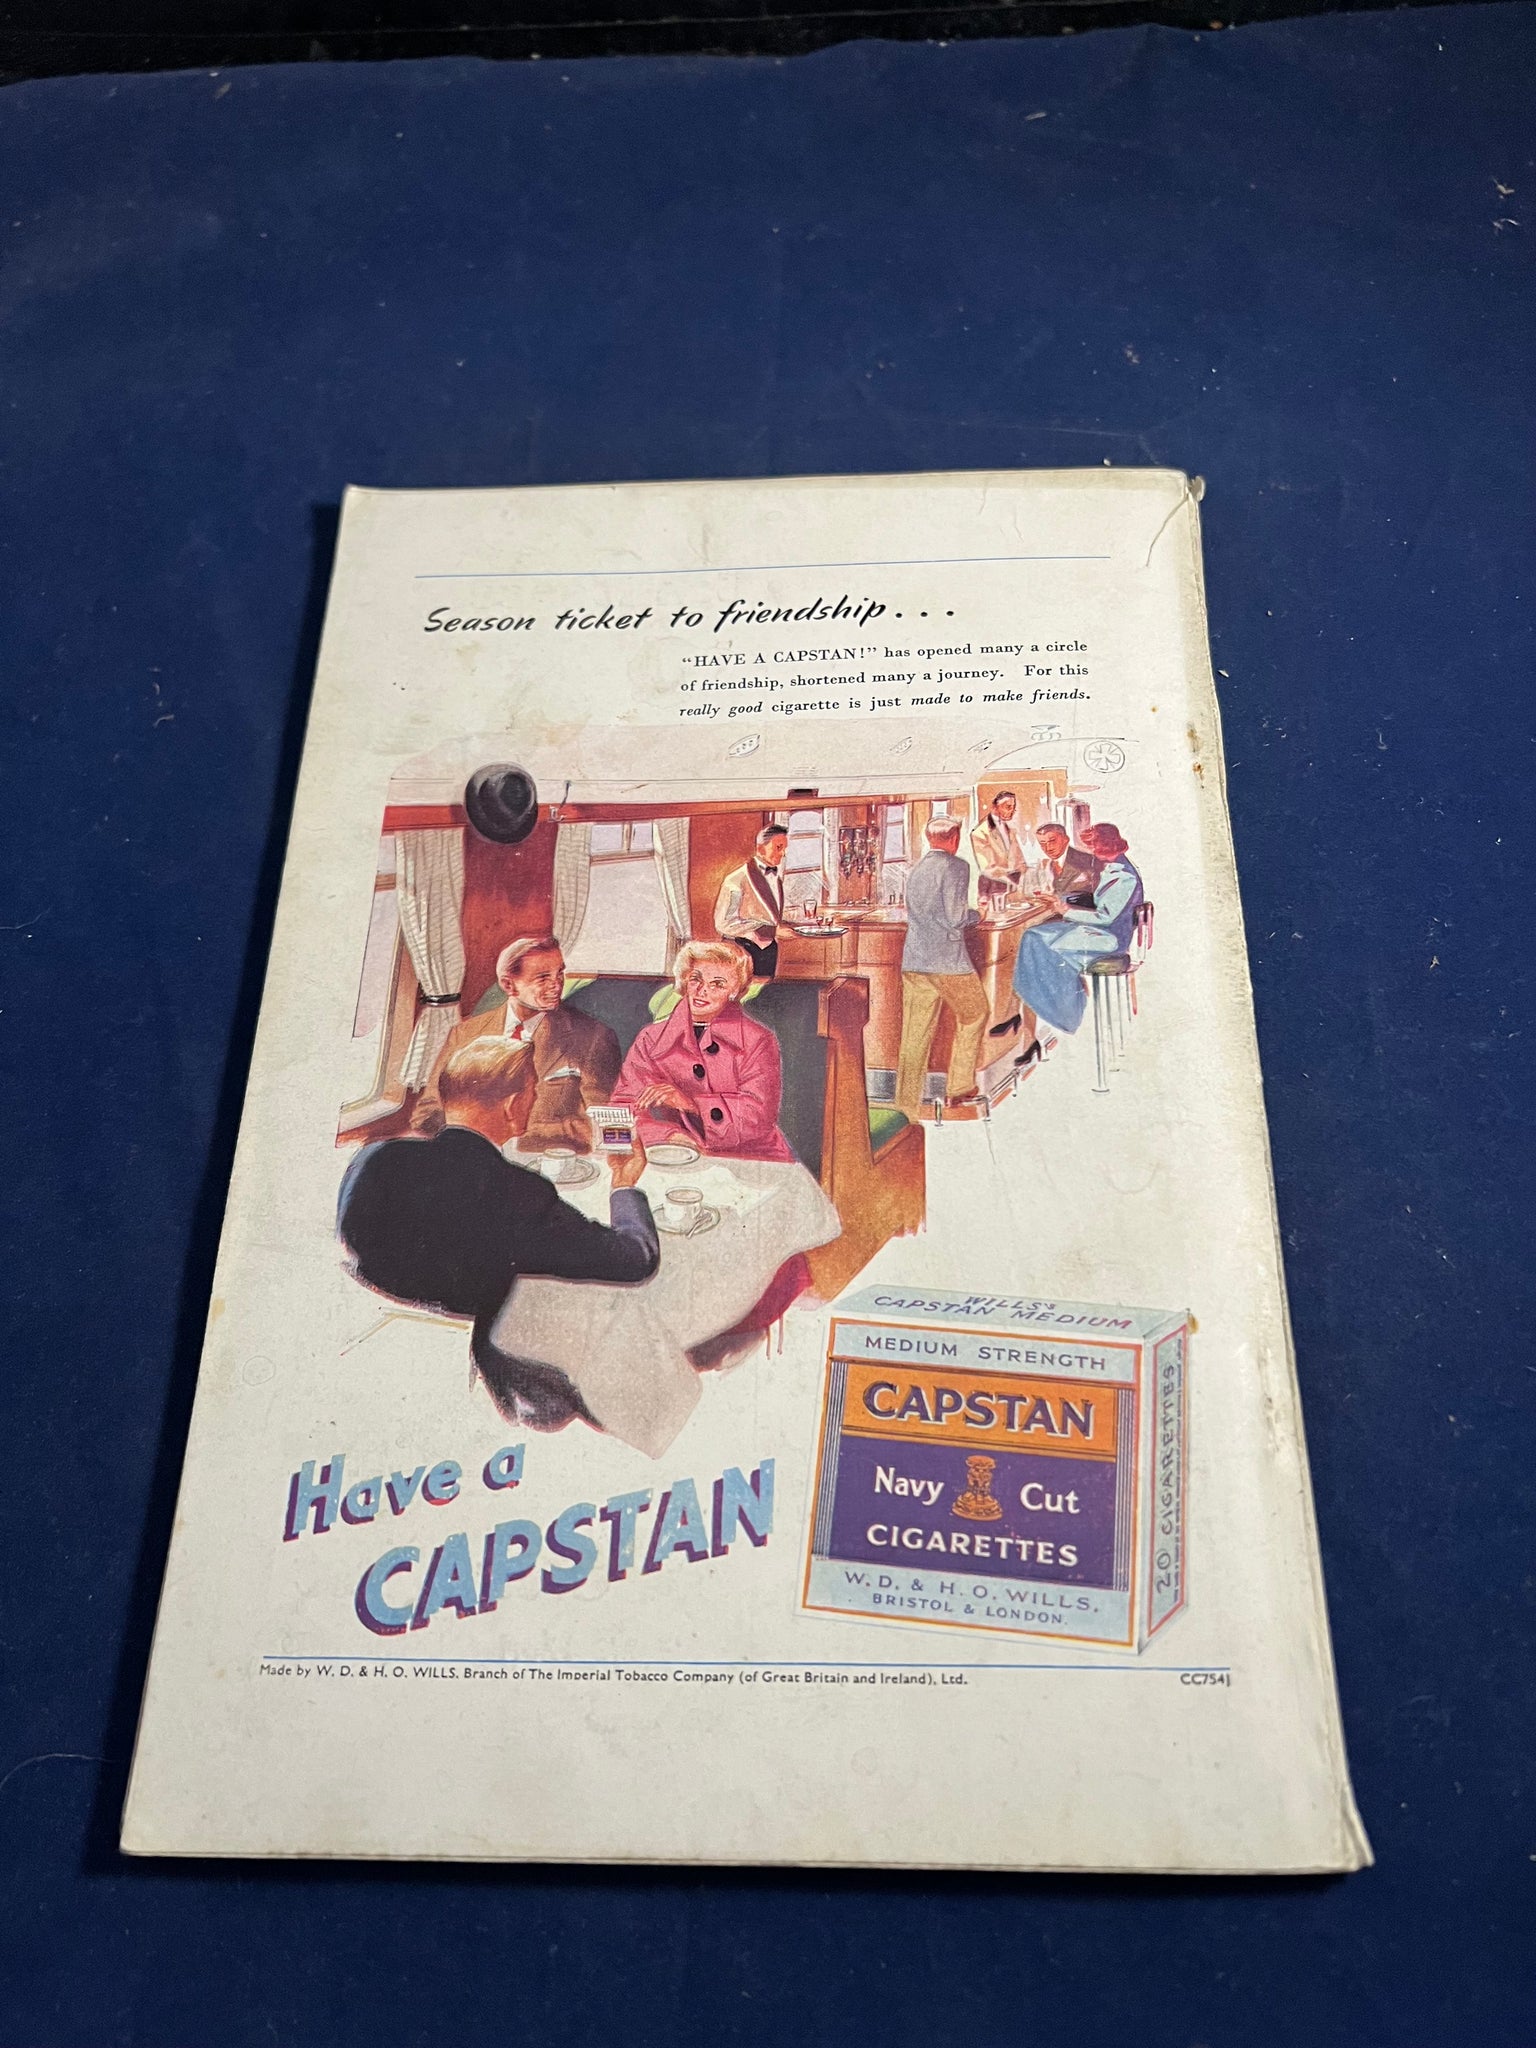 Season ticket to friendship . . .
“HAVE A CAPSTAN!” has opened many a circle
of friendship, shortened many a journey. For this
really good cigarette is just made to make friends.
WILLS's
CAPSTAN MEDIUM
MEDIUM STRENGTH
CAPSTAN
Navy Cut
CIGARETTES
W. D. & H. O. WILLS.
BRISTOL & LONDON.
20 CIGARETTES
Have a
CAPSTAN
Made by W. D. & H. O. WILLS. Branch of The Imperial Tobacco Company (of Great Britain and Ireland), Ltd.
CC754J